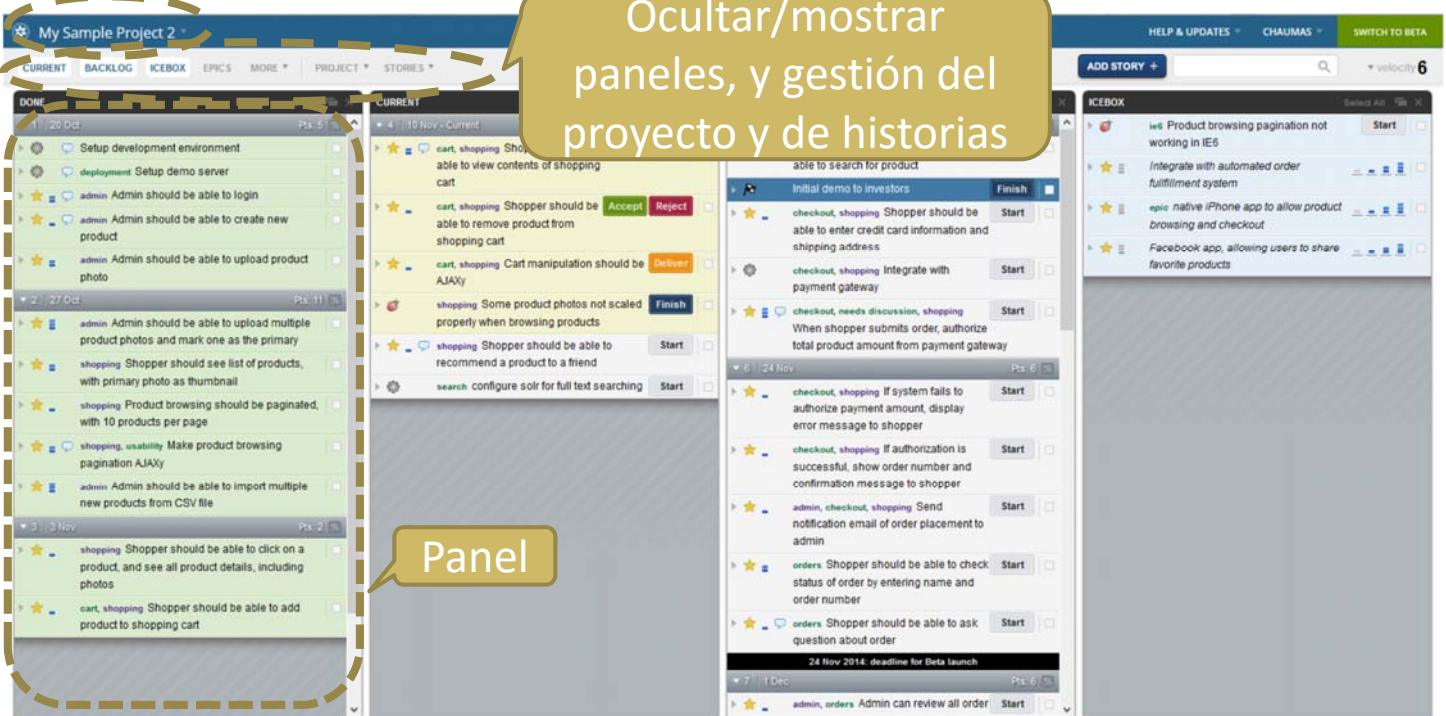 My Sample Project 2
Ocultar/mostrar
paneles, y gestión del
proyecto y de historias
HELP & UPDATES
CHAUMAS
SWITCH TO BETA
CURRENT BACKLOG ICEBOX EPICS MORE PROJECT STORIES
ADD STORY +
velocity 6
DONE
1 20 Oct Pts: 5
Setup development environment
deployment Setup demo server
admin Admin should be able to login
admin Admin should be able to create new
product
admin Admin should be able to upload product
photo
2 27 Oct Pts: 11
admin Admin should be able to upload multiple
product photos and mark one as the primary
shopping Shopper should see list of products,
with primary photo as thumbnail
shopping Product browsing should be paginated,
with 10 products per page
shopping, usability Make product browsing
pagination AJAXy
admin Admin should be able to import multiple
new products from CSV file
3 3 Nov Pts: 2
shopping Shopper should be able to click on a
product, and see all product details, including
photos
cart, shopping Shopper should be able to add
product to shopping cart
Panel
CURRENT
4 10 Nov - Current
cart, shopping
able to view contents of shopping
cart
cart, shopping Shopper should be Accept Reject
able to remove product from
shopping cart
cart, shopping Cart manipulation should be Deliver
AJAXy
shopping Some product photos not scaled Finish
properly when browsing products
shopping Shopper should be able to Start
recommend a product to a friend
search configure solr for full text searching Start
able to search for product
Initial demo to investors Finish
checkout, shopping Shopper should be Start
able to enter credit card information and
shipping address
checkout, shopping Integrate with Start
payment gateway
checkout, needs discussion, shopping Start
When shopper submits order, authorize
total product amount from payment gateway
6 24 Nov Pts: 6
checkout, shopping If system fails to Start
authorize payment amount, display
error message to shopper
checkout, shopping If authorization is Start
successful, show order number and
confirmation message to shopper
admin, checkout, shopping Send Start
notification email of order placement to
admin
orders Shopper should be able to check Start
status of order by entering name and
order number
orders Shopper should be able to ask Start
question about order
24 Nov 2014: deadline for Beta launch
7 1 Dec Pts: 6
admin, orders Admin can review all order Start
ICEBOX Select All
ie6 Product browsing pagination not Start
working in IE6
Integrate with automated order
fullfillment system
epic native iPhone app to allow product
browsing and checkout
Facebook app, allowing users to share
favorite products